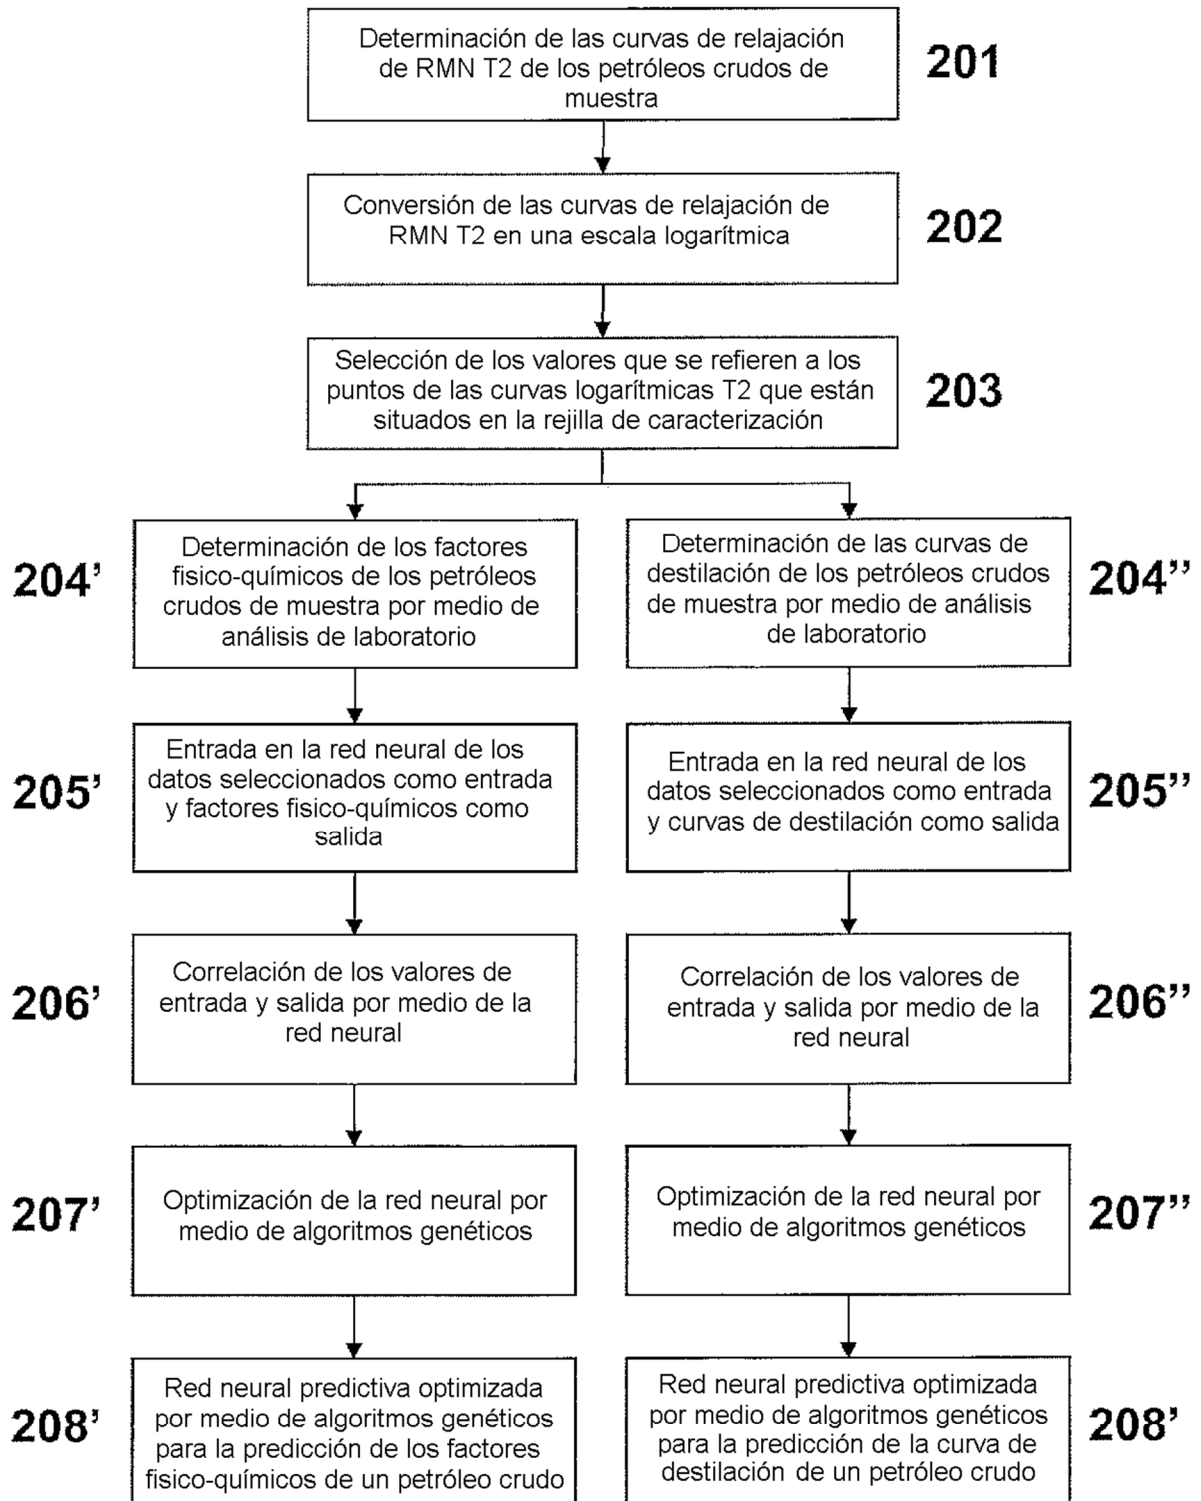 Determinación de las curvas de relajación
de RMN T2 de los petróleos crudos de
muestra
201
Conversión de las curvas de relajación de
RMN T2 en una escala logarítmica
202
Selección de los valores que se refieren a los
puntos de las curvas logarítmicas T2 que están
situados en la rejilla de caracterización
203
204’
Determinación de los factores
fisico-químicos de los petróleos
crudos de muestra por medio de
análisis de laboratorio
Determinación de las curvas de
destilación de los petróleos crudos
de muestra por medio de análisis
de laboratorio
204’’
205’
Entrada en la red neural de los
datos seleccionados como entrada
y factores fisico-químicos como
salida
Entrada en la red neural de los
datos seleccionados como entrada
y curvas de destilación como salida
205’’
206’
Correlación de los valores de
entrada y salida por medio de la
red neural
Correlación de los valores de
entrada y salida por medio de la
red neural
206’’
207’
Optimización de la red neural por
medio de algoritmos genéticos
Optimización de la red neural por
medio de algoritmos genéticos
207’’
208’
Red neural predictiva optimizada
por medio de algoritmos genéticos
para la predicción de los factores
fisico-químicos de un petróleo crudo
Red neural predictiva optimizada
por medio de algoritmos genéticos
para la predicción de la curva de
destilación de un petróleo crudo
208’